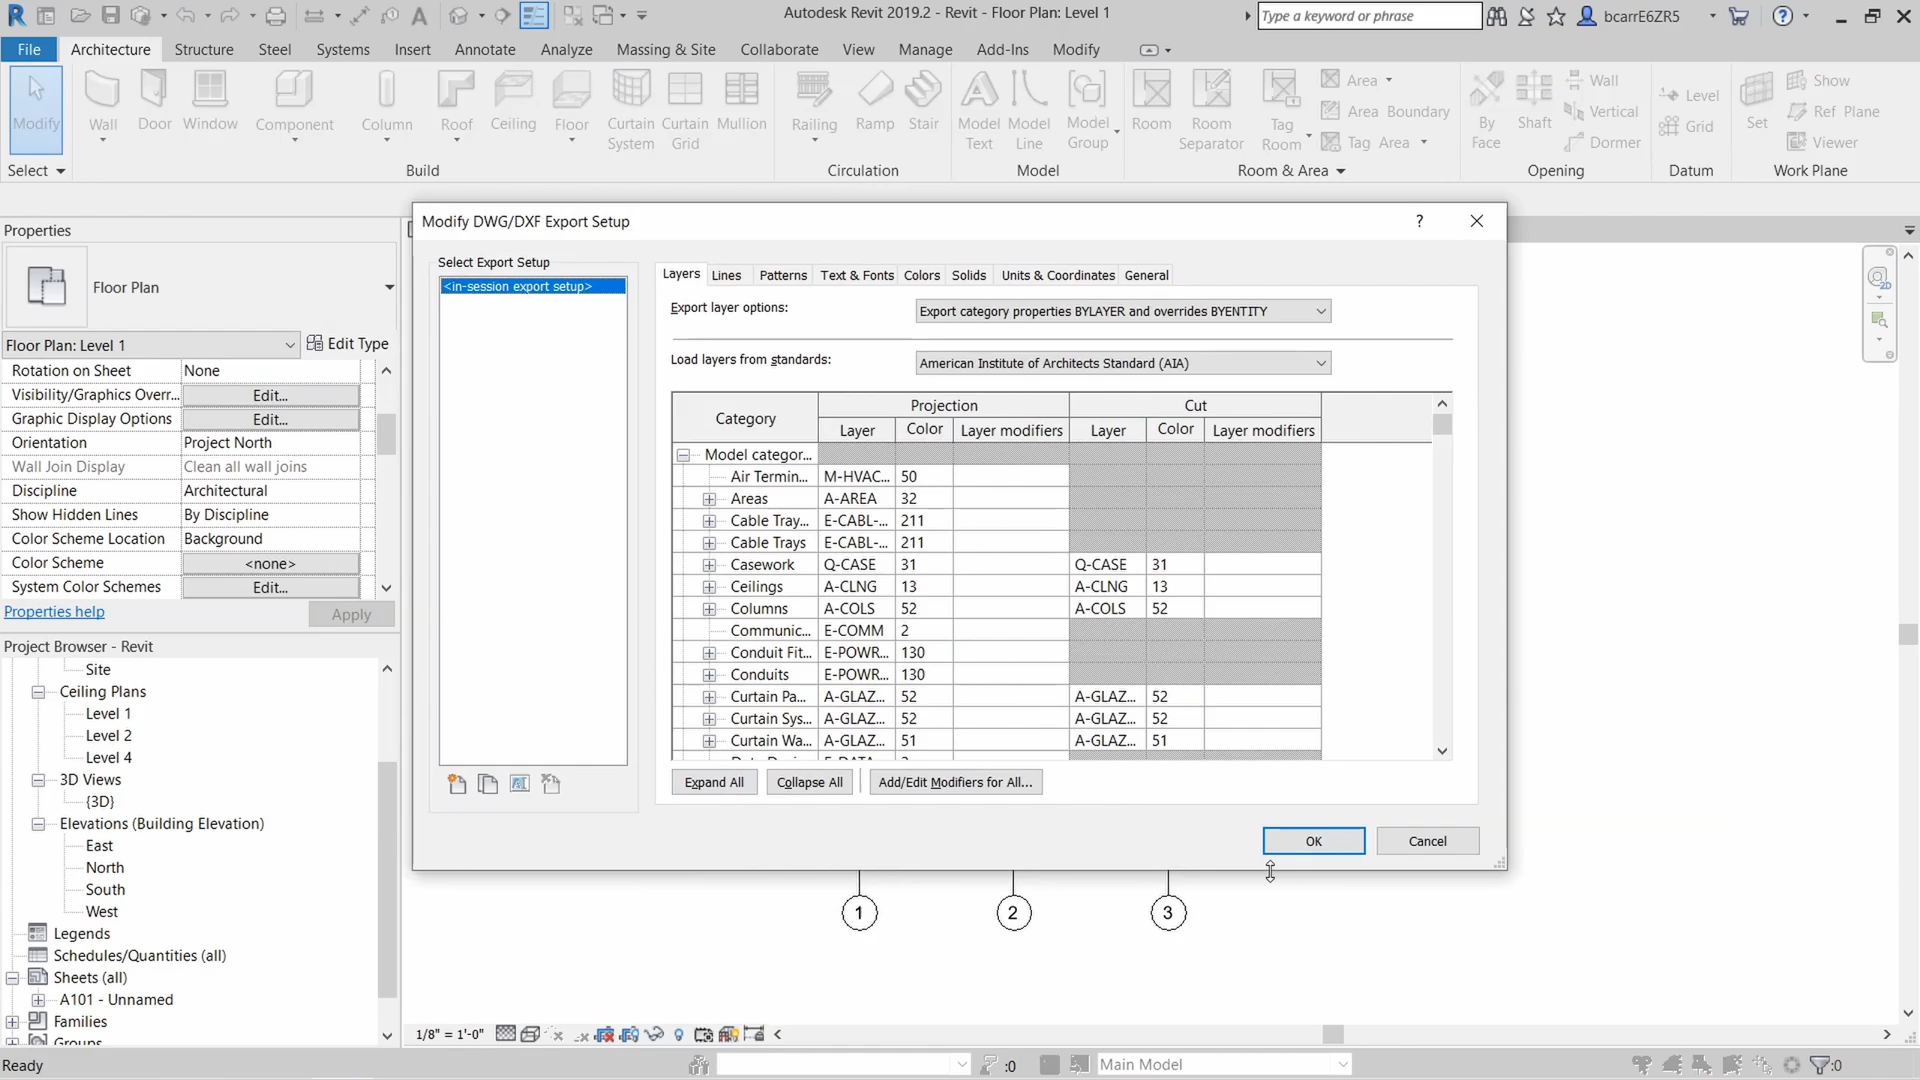 Autodesk Revit 2019.2 - Revit - Floor Plan: Level 1
Type a keyword or phrase
bcarrE6ZR5
File Architecture Structure Steel Systems Insert Annotate Analyze Massing & Site Collaborate View Manage Add-Ins Modify
Modify
Wall
Door
Window
Component
Column
Roof
Ceiling
Floor
Curtain System
Curtain Grid
Mullion
Railing
Ramp
Stair
Model Text
Model Line
Model Group
Room
Room Separator
Tag Room
Area
Area Boundary
Tag Area
By Face
Shaft
Wall
Vertical
Dormer
Level
Grid
Set
Show
Ref Plane
Viewer
Select Build Circulation Model Room & Area Opening Datum Work Plane
Properties
Floor Plan
Floor Plan: Level 1 Edit Type
Rotation on Sheet None
Visibility/Graphics Overr... Edit...
Graphic Display Options Edit...
Orientation Project North
Wall Join Display Clean all wall joins
Discipline Architectural
Show Hidden Lines By Discipline
Color Scheme Location Background
Color Scheme <none>
System Color Schemes Edit...
Properties help Apply
Project Browser - Revit
Site
Ceiling Plans
Level 1
Level 2
Level 4
3D Views
{3D}
Elevations (Building Elevation)
East
North
South
West
Legends
Schedules/Quantities (all)
Sheets (all)
A101 - Unnamed
Families
Groups
Modify DWG/DXF Export Setup
?
Select Export Setup
<in-session export setup>
Layers Lines Patterns Text & Fonts Colors Solids Units & Coordinates General
Export layer options: Export category properties BYLAYER and overrides BYENTITY
Load layers from standards: American Institute of Architects Standard (AIA)
Category Projection Cut
Layer Color Layer modifiers Layer Color Layer modifiers
Model categor...
Air Termin... M-HVAC... 50
Areas A-AREA 32
Cable Tray... E-CABL-... 211
Cable Trays E-CABL-... 211
Casework Q-CASE 31 Q-CASE 31
Ceilings A-CLNG 13 A-CLNG 13
Columns A-COLS 52 A-COLS 52
Communic... E-COMM 2
Conduit Fit... E-POWR... 130
Conduits E-POWR... 130
Curtain Pa... A-GLAZ... 52 A-GLAZ... 52
Curtain Sys... A-GLAZ... 52 A-GLAZ... 52
Curtain Wa... A-GLAZ... 51 A-GLAZ... 51
Expand All Collapse All Add/Edit Modifiers for All...
OK Cancel
1 2 3
1/8" = 1'-0"
Ready :0 Main Model :0